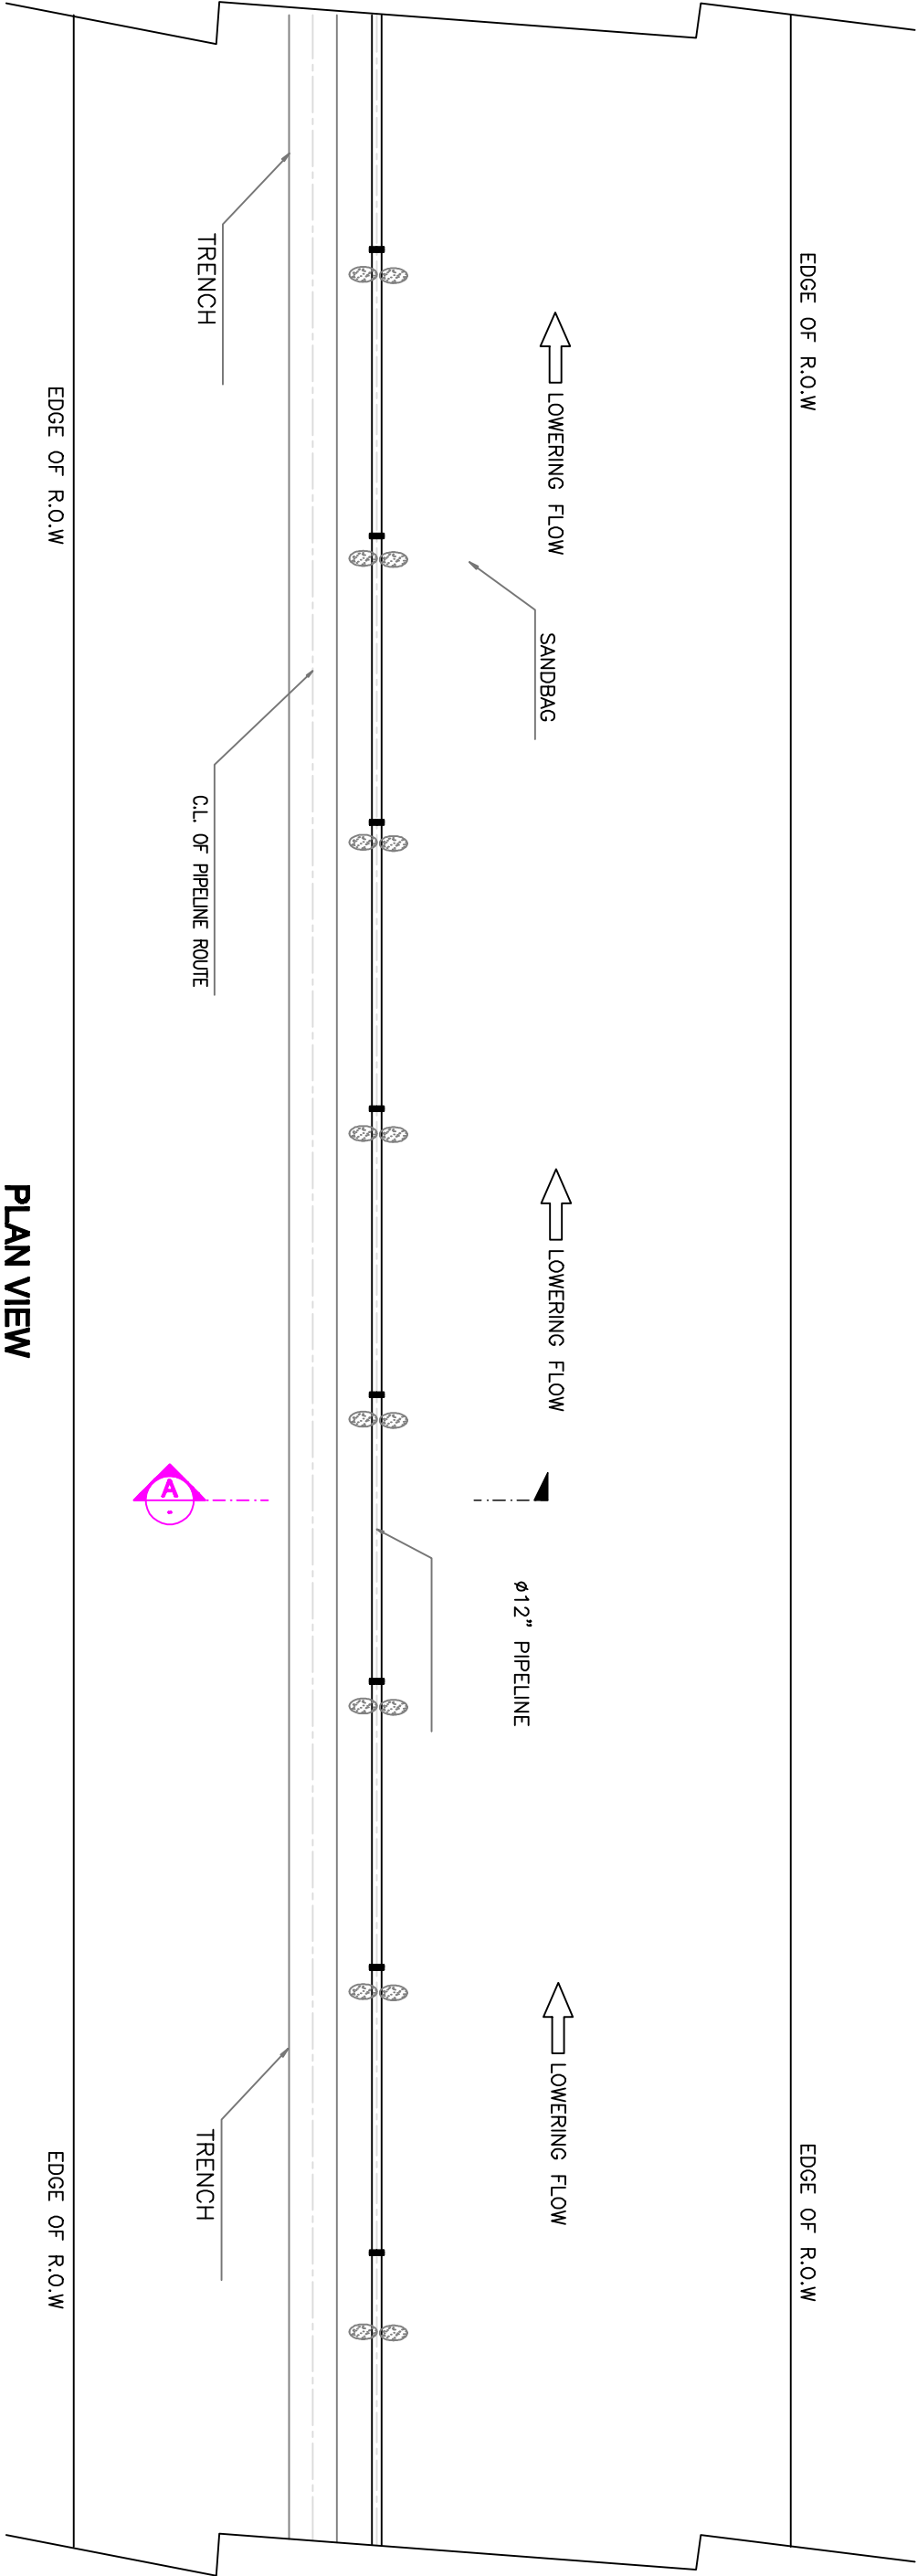 EDGE OF R.O.W
EDGE OF R.O.W
LOWERING FLOW
LOWERING FLOW
LOWERING FLOW
SANDBAG
ø12" PIPELINE
TRENCH
C.L. OF PIPELINE ROUTE
A
-
TRENCH
EDGE OF R.O.W
EDGE OF R.O.W
PLAN VIEW